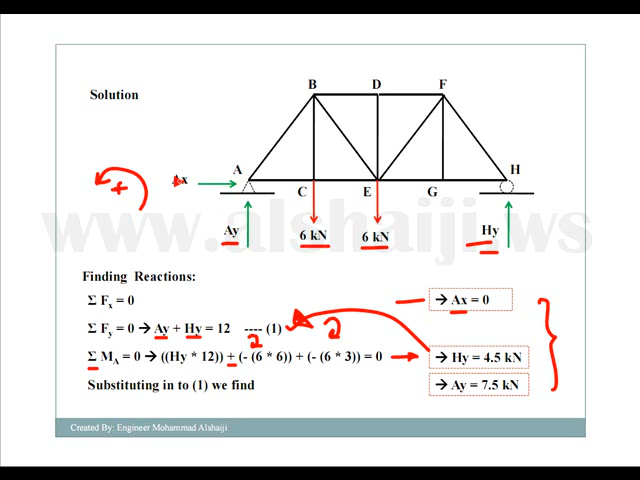 Solution
B D F
A H
Ax
C E G
www.alshaiji.ws
Ay 6 kN 6 kN Hy
+
Finding Reactions:
Σ Fx = 0 → Ax = 0
Σ Fy = 0 → Ay + Hy = 12 ---- (1)
Σ MA = 0 → ((Hy * 12)) + (- (6 * 6)) + (- (6 * 3)) = 0 → Hy = 4.5 kN
Substituting in to (1) we find → Ay = 7.5 kN
Created By: Engineer Mohammad Alshaiji